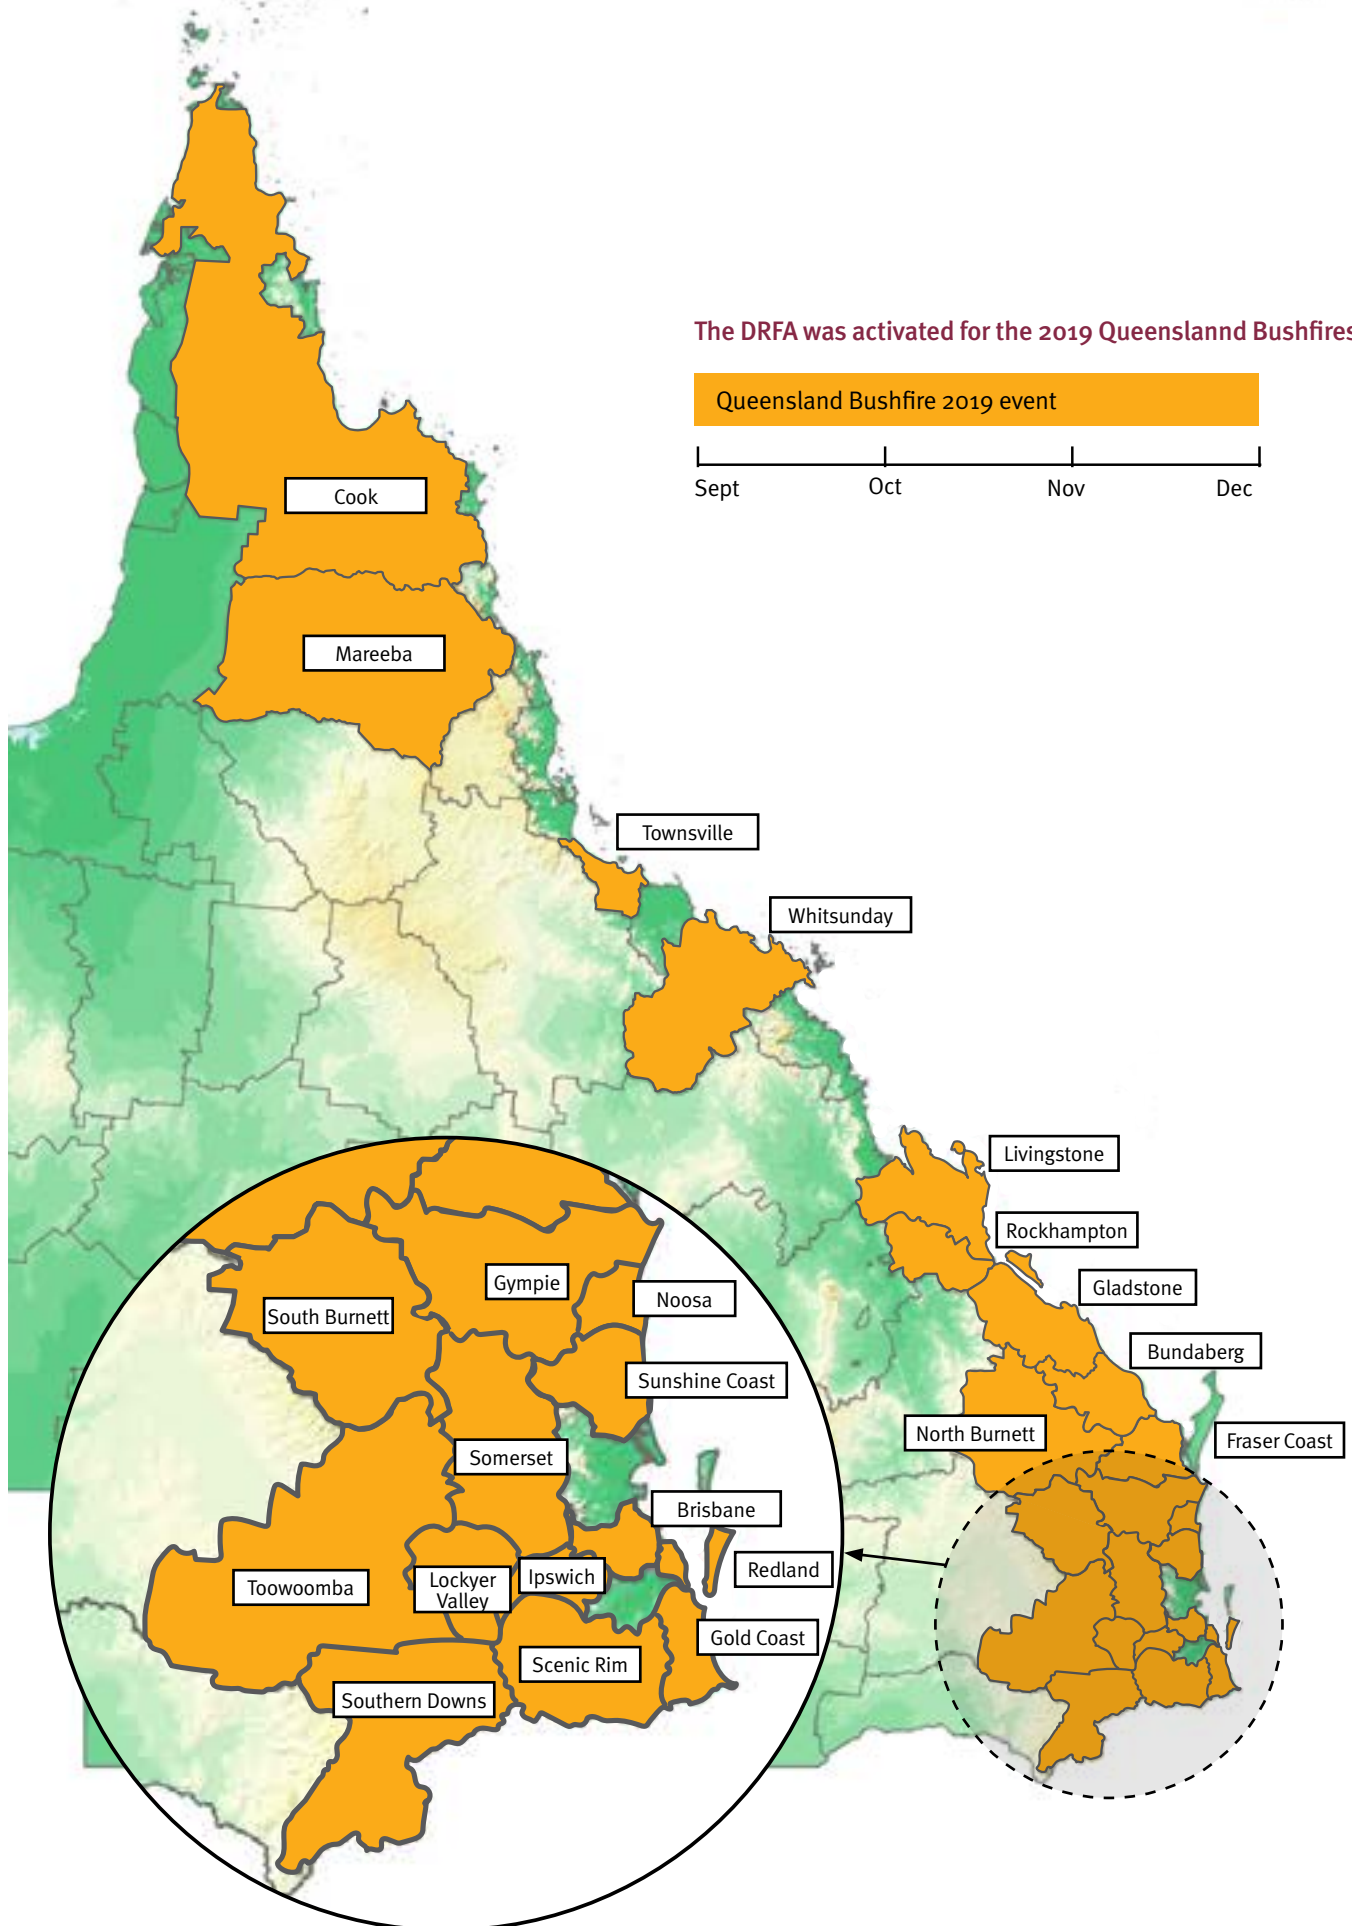 The DRFA was activated for the 2019 Queenslannd Bushfires
Queensland Bushfire 2019 event
Sept Oct Nov Dec
Cook
Mareeba
Townsville
Whitsunday
Livingstone
Rockhampton
Gladstone
Bundaberg
North Burnett
Fraser Coast
Gympie
Noosa
South Burnett
Sunshine Coast
Somerset
Brisbane
Redland
Ipswich
Lockyer
Valley
Toowoomba
Gold Coast
Scenic Rim
Southern Downs